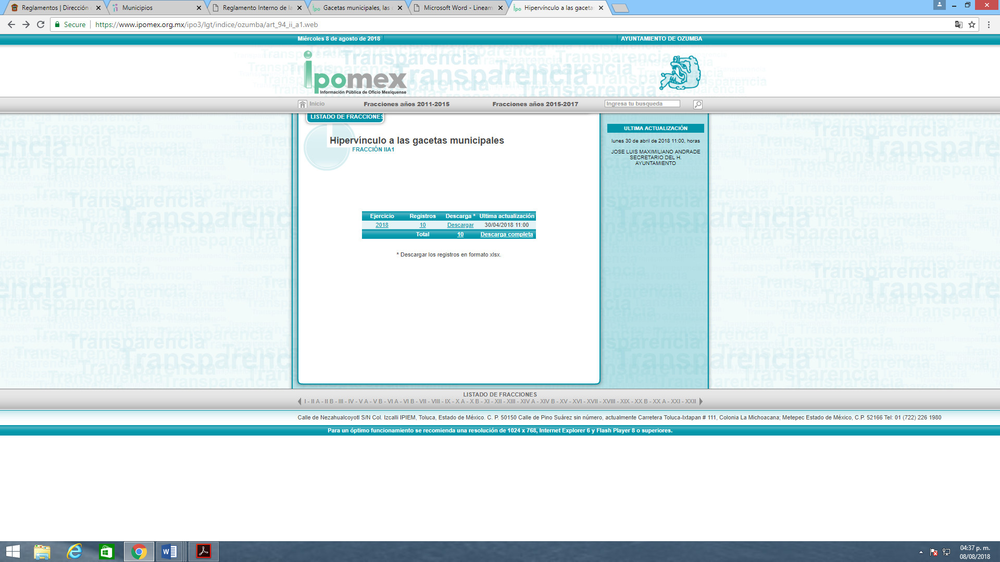 Reglamentos | Dirección
Municipios
Reglamento Interno de la
Gacetas municipales, las
Microsoft Word - Lineam
Hipervínculo a las gaceta
Secure
https://www.ipomex.org.mx/ipo3/lgt/indice/ozumba/art_94_ii_a1.web
Miércoles 8 de agosto de 2018
AYUNTAMIENTO DE OZUMBA
Transparencia
ipomex
Información Pública de Oficio Mexiquense
Inicio
Fracciones años 2011-2015
Fracciones años 2015-2017
Ingresa tu busqueda
LISTADO DE FRACCIONES
Hipervínculo a las gacetas municipales
FRACCIÓN IIA1
ULTIMA ACTUALIZACIÓN
lunes 30 de abril de 2018 11:00, horas
JOSE LUIS MAXIMILIANO ANDRADE
SECRETARIO DEL H.
AYUNTAMIENTO
Ejercicio Registros Descarga * Ultima actualización
2018 10 Descargar 30/04/2018 11:00
Total 10 Descarga completa
* Descargar los registros en formato xlsx.
LISTADO DE FRACCIONES
I - II A - II B - III - IV - V A - V B - VI A - VI B - VII - VIII - IX - X A - X B - XI - XII - XIII - XIV A - XIV B - XV - XVI - XVII - XVIII - XIX - XX B - XX A - XXI - XXII
Calle de Nezahualcoyotl S/N Col. Izcalli IPIEM, Toluca, Estado de México. C. P. 50150 Calle de Pino Suárez sin número, actualmente Carretera Toluca-Ixtapan # 111, Colonia La Michoacana; Metepec Estado de México, C.P. 52166 Tel: 01 (722) 226 1980
Para un óptimo funcionamiento se recomienda una resolución de 1024 x 768, Internet Explorer 6 y Flash Player 8 o superiores.
04:37 p. m.
08/08/2018